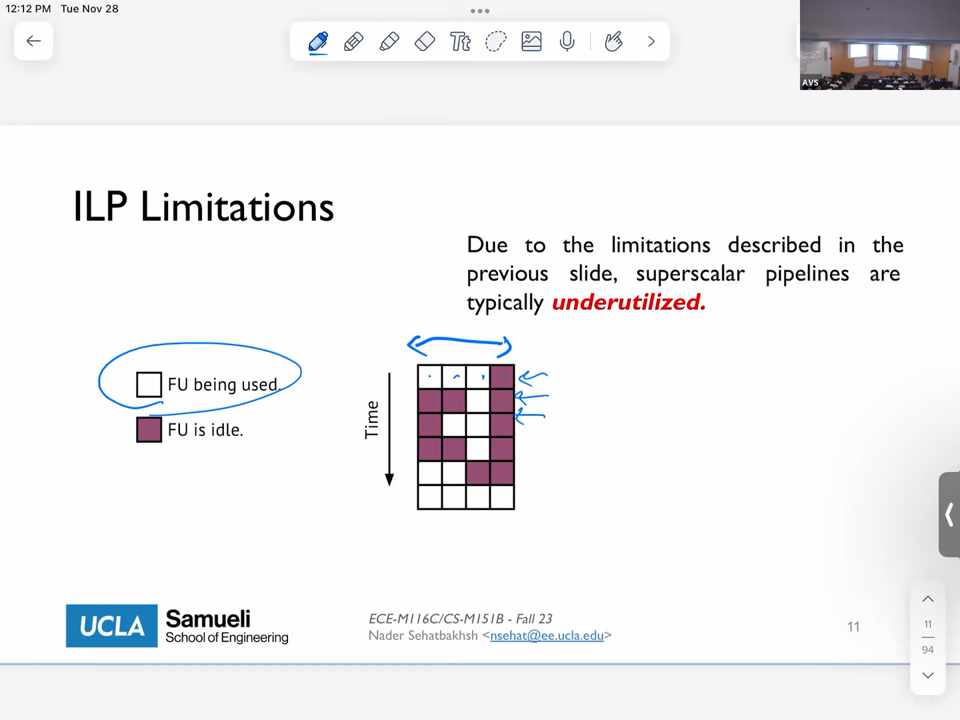 12:12 PM Tue Nov 28
Tt
AVS
ILP Limitations
Due to the limitations described in the
previous slide, superscalar pipelines are
typically underutilized.
FU being used.
FU is idle.
Time
UCLA Samueli
School of Engineering
ECE-M116C/CS-M151B - Fall 23
Nader Sehatbakhsh <nsehat@ee.ucla.edu>
11
11
94